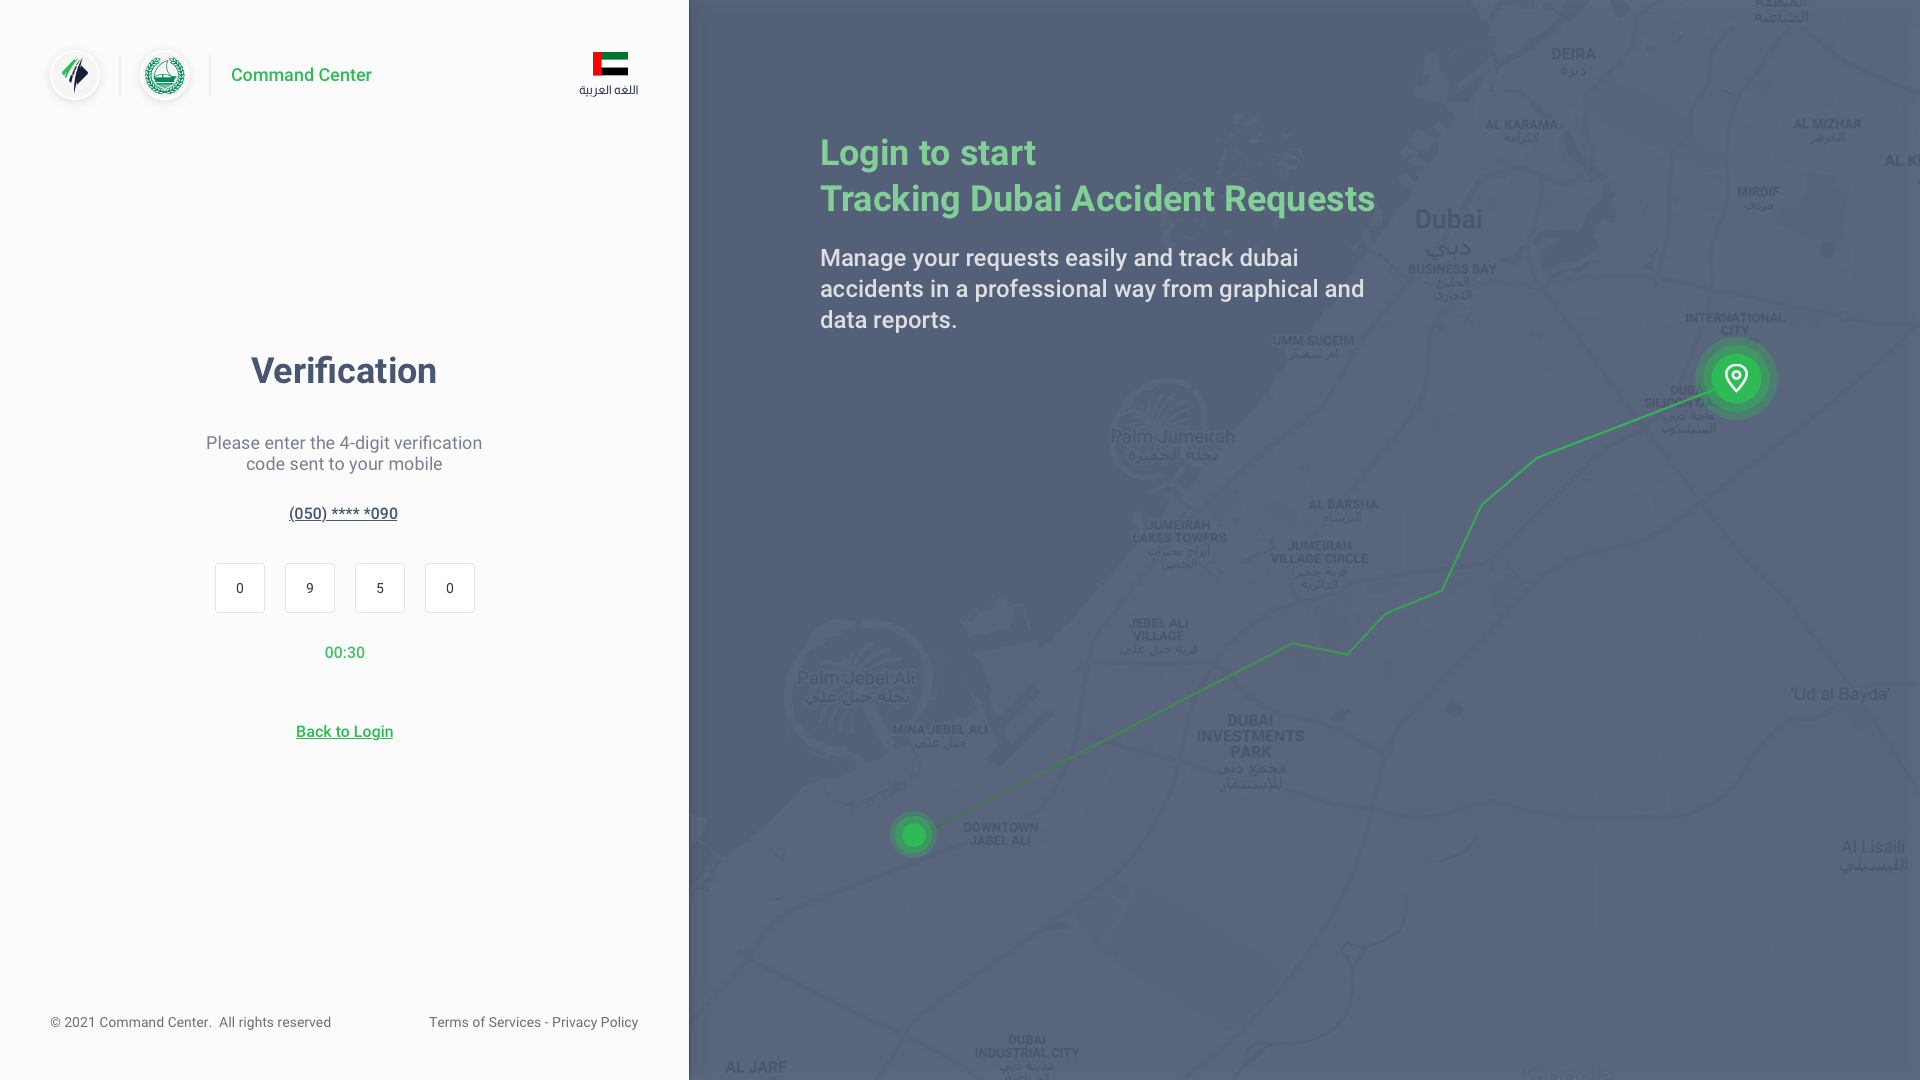 Command Center
اللغه العربية
Verification
Please enter the 4-digit verification
code sent to your mobile
(050) **** *090
0 9 5 0
00:30
Back to Login
© 2021 Command Center.  All rights reserved
Terms of Services - Privacy Policy
Login to start
Tracking Dubai Accident Requests
Manage your requests easily and track dubai
accidents in a professional way from graphical and
data reports.
الصناعية
DEIRA
ديرة
AL KARAMA
الكرامة
AL MIZHAR
المزهر
MIRDIF
مردف
Dubai
دبي
BUSINESS BAY
الخليج
التجاري
INTERNATIONAL
CITY
UMM SUQEIM
أم سقيم
واحة دبي
السيليكون
Palm Jumeirah
نخلة الجميرة
AL BARSHA
البرشاء
JUMEIRAH
LAKES TOWERS
أبراج بحيرات
الجميرا
JUMEIRAH
VILLAGE CIRCLE
قرية جميرا
الدائرية
JEBEL ALI
VILLAGE
قرية جبل علي
Palm Jebel Ali
نخلة جبل علي
'Ud al Bayda'
MINA JEBEL ALI
جبل علي
DUBAI
INVESTMENTS
PARK
مجمع دبي
للإستثمار
DOWNTOWN
JABEL ALI
Al Lisaili
الليسيلي
DUBAI
INDUSTRIAL CITY
مدينة دبي
AL JARF
Google